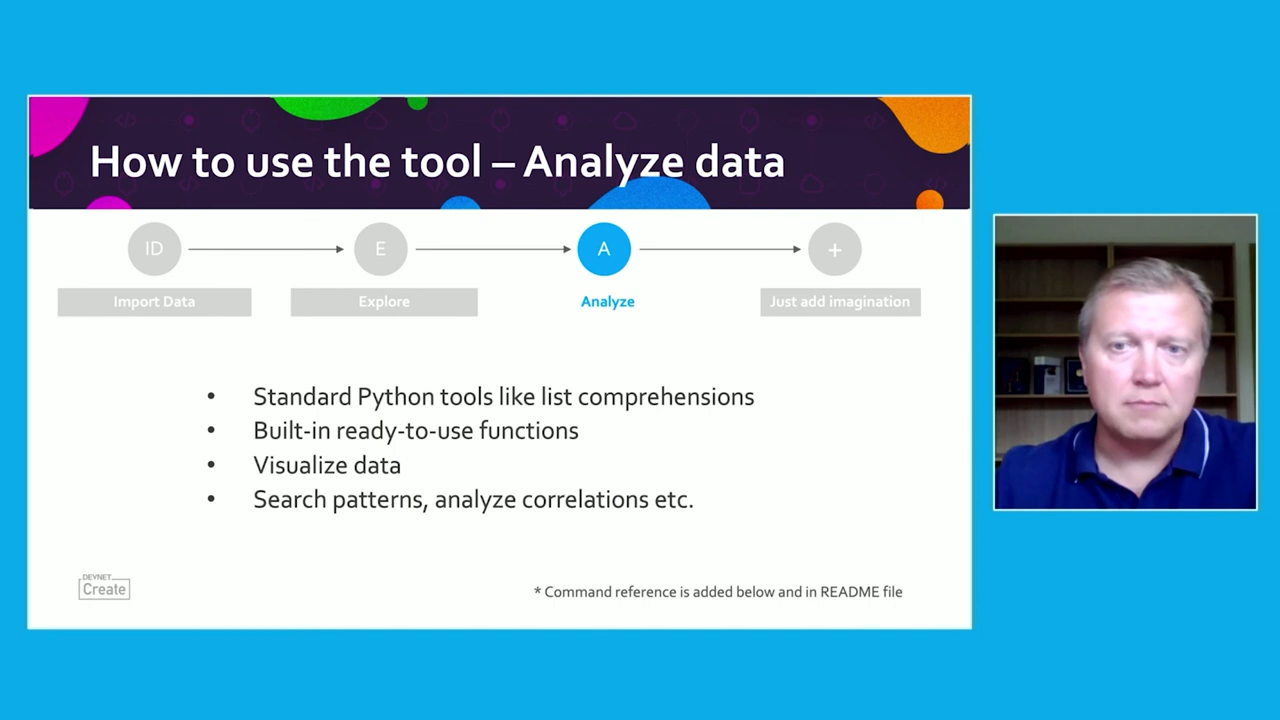 How to use the tool – Analyze data
ID
E
A
+
Import Data
Explore
Analyze
Just add imagination
• Standard Python tools like list comprehensions
• Built-in ready-to-use functions
• Visualize data
• Search patterns, analyze correlations etc.
DEVNET
Create
* Command reference is added below and in README file